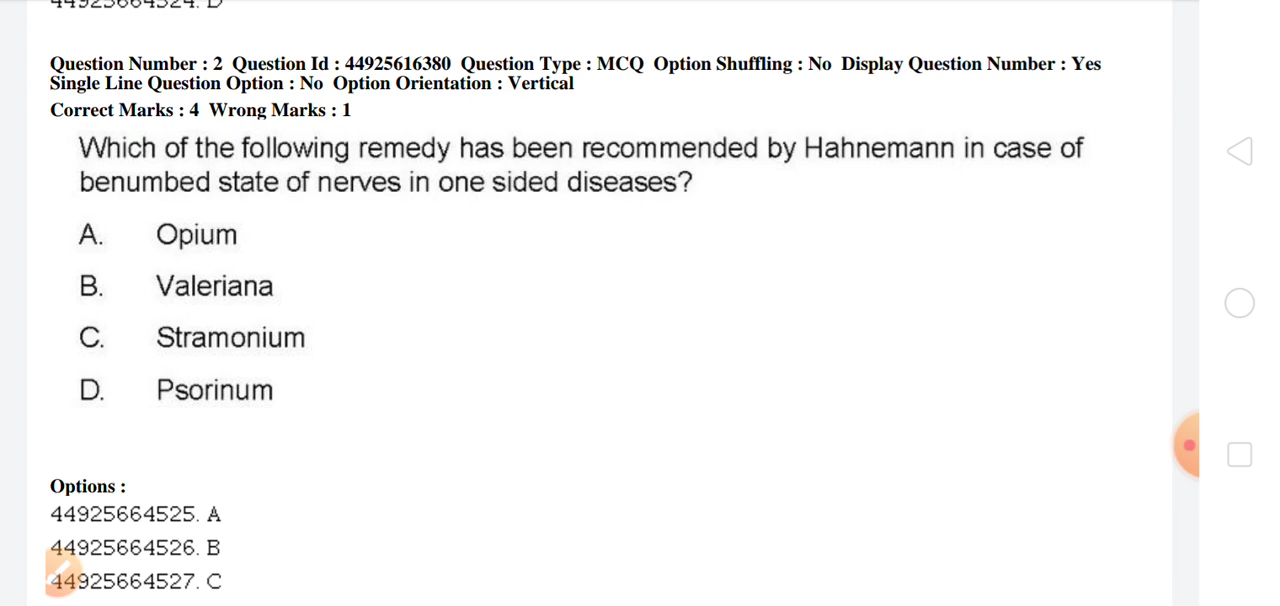 44925664524. D
Question Number : 2 Question Id : 44925616380 Question Type : MCQ Option Shuffling : No Display Question Number : Yes
Single Line Question Option : No Option Orientation : Vertical
Correct Marks : 4 Wrong Marks : 1
Which of the following remedy has been recommended by Hahnemann in case of
benumbed state of nerves in one sided diseases?
A. Opium
B. Valeriana
C. Stramonium
D. Psorinum
Options :
44925664525. A
44925664526. B
44925664527. C